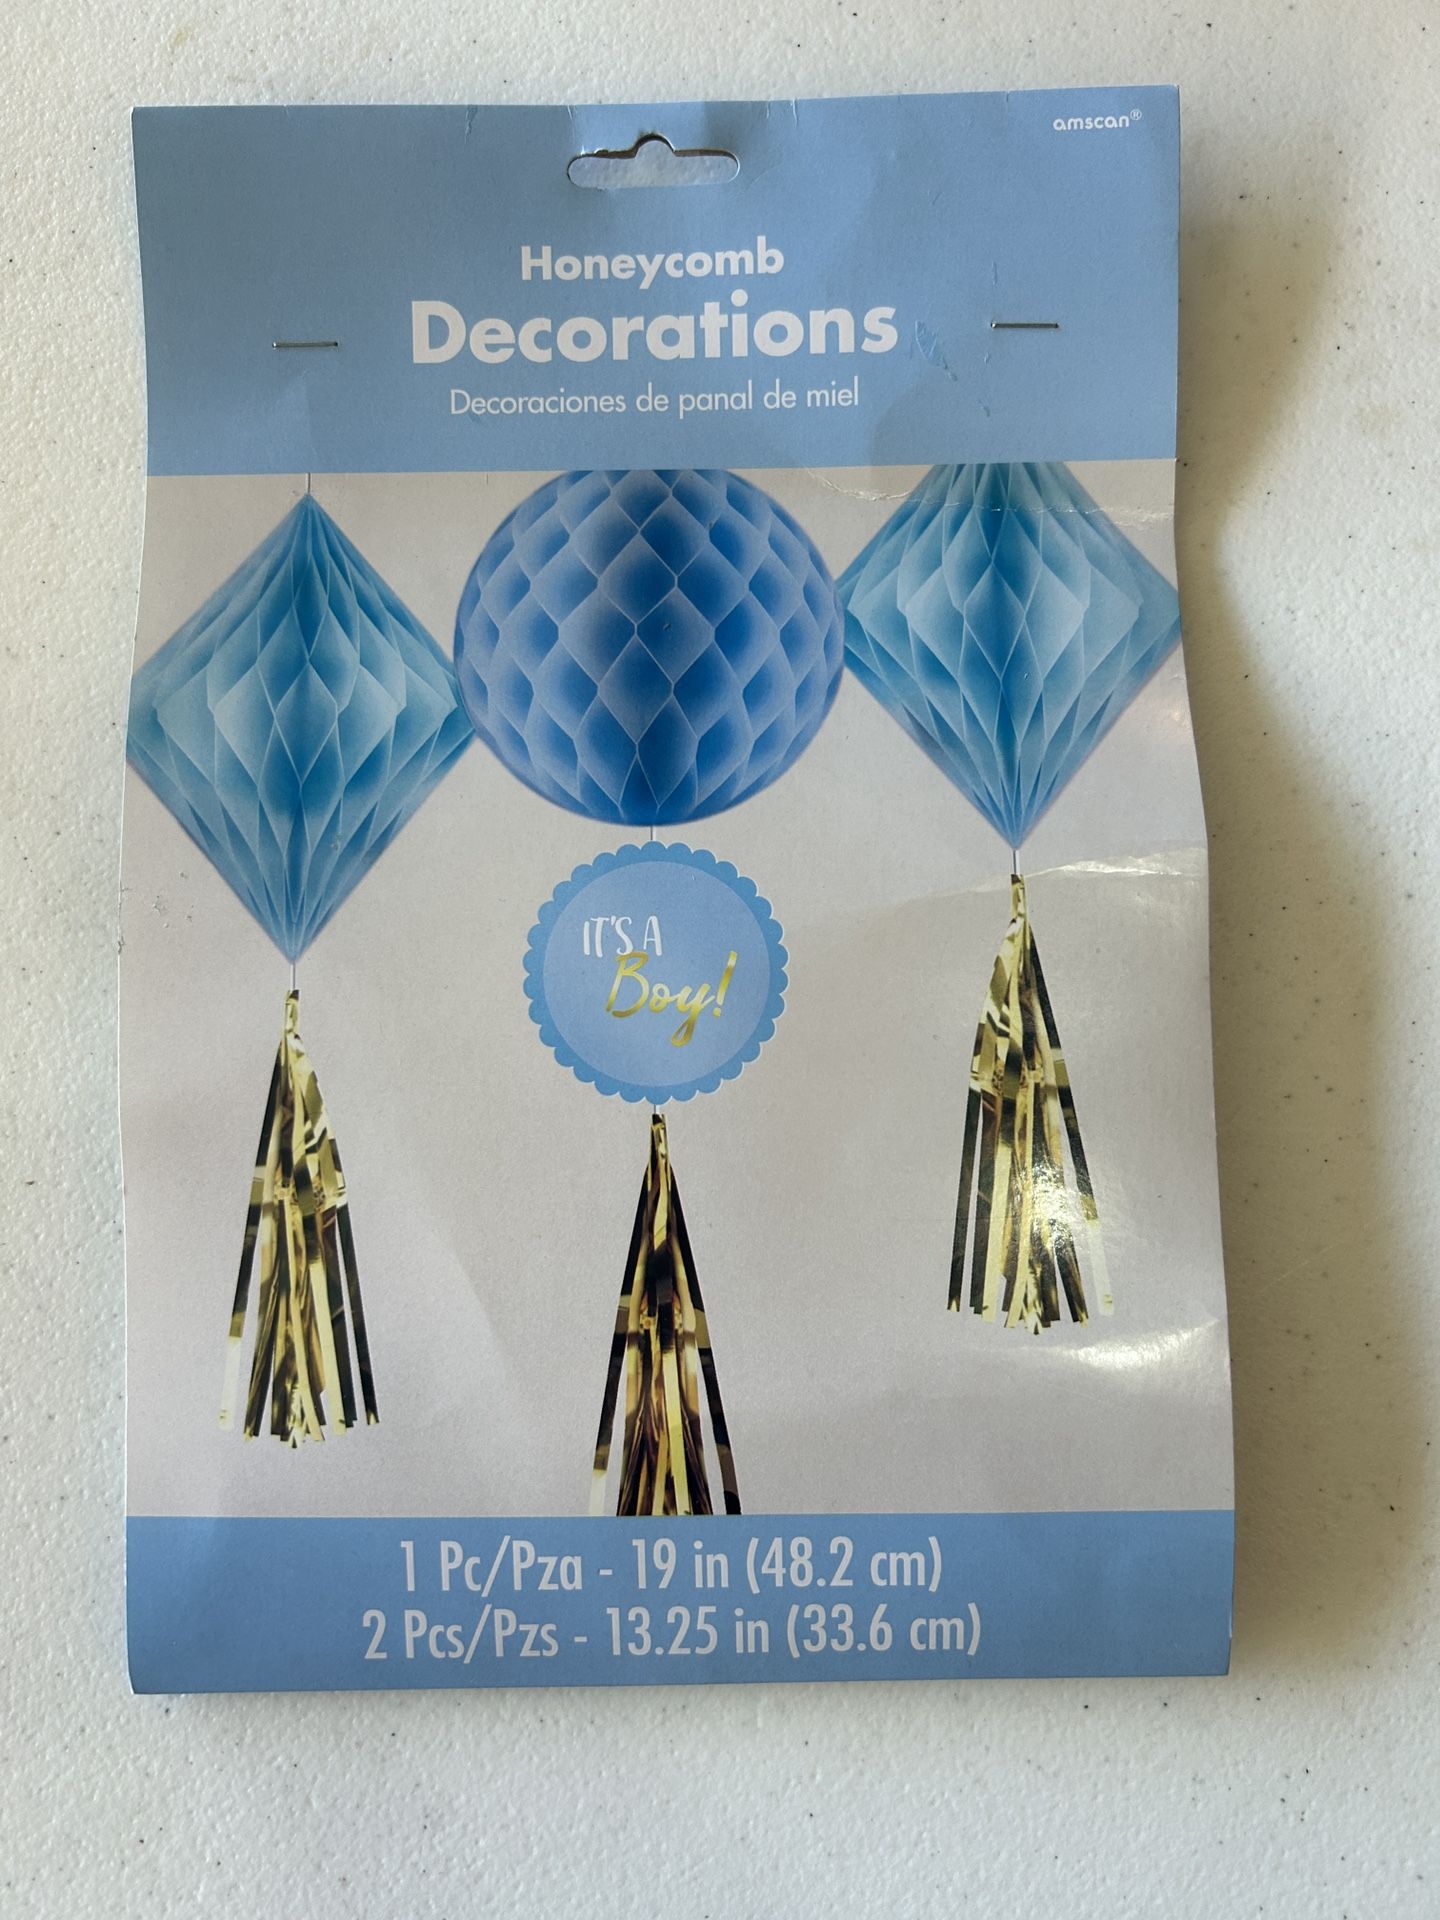 amscan®
Honeycomb
Decorations
Decoraciones de panal de miel
IT'S A
Boy!
1 Pc/Pza - 19 in (48.2 cm)
2 Pcs/Pzs - 13.25 in (33.6 cm)